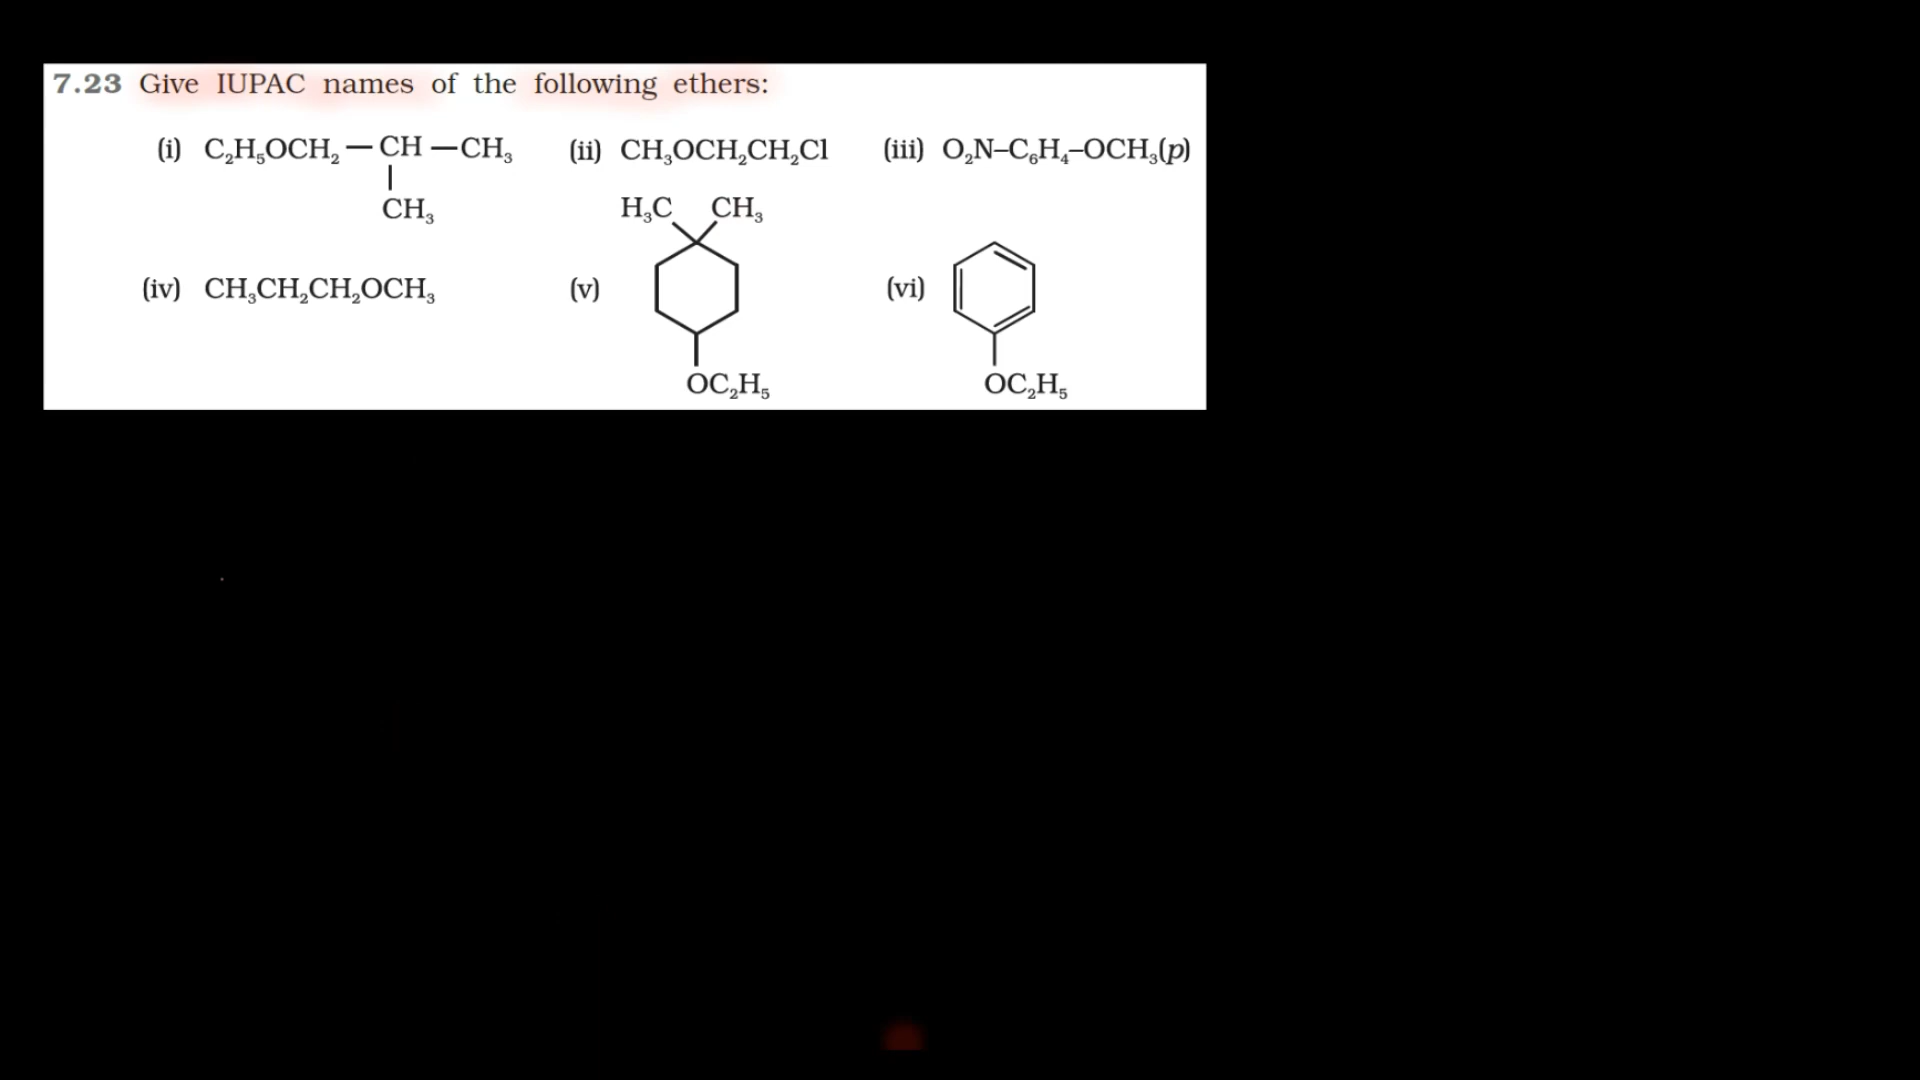 7.23 Give IUPAC names of the following ethers:
(i) C₂H₅OCH₂ — CH — CH₃ (ii) CH₃OCH₂CH₂Cl (iii) O₂N–C₆H₄–OCH₃(p)
CH₃
H₃C CH₃
(iv) CH₃CH₂CH₂OCH₃ (v) (vi)
OC₂H₅ OC₂H₅